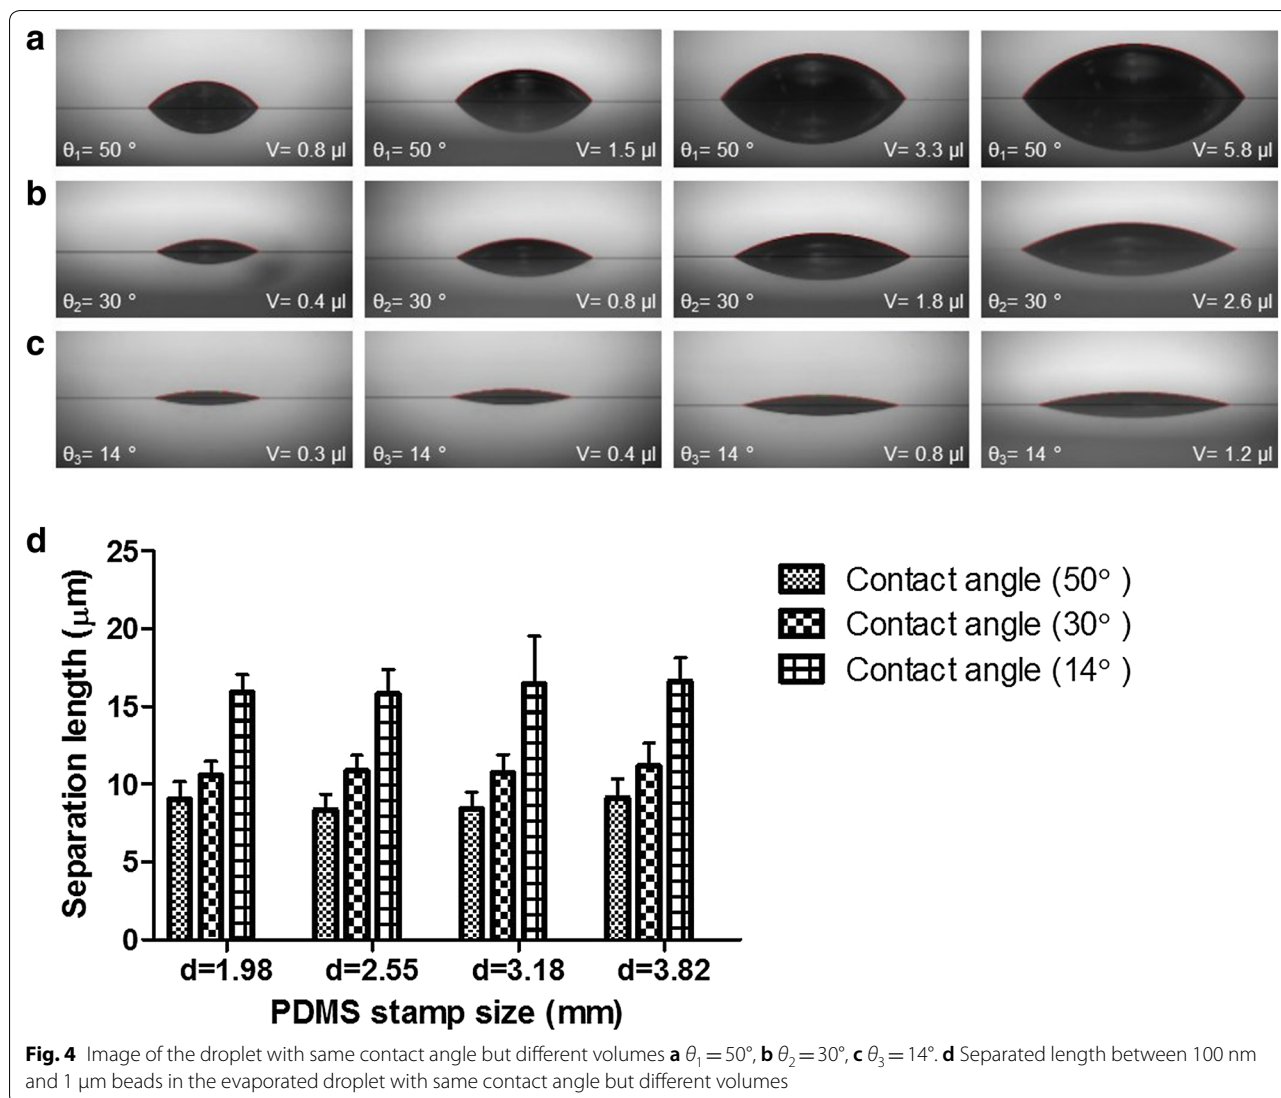 a
θ1= 50 ° V= 0.8 µl
θ1= 50 ° V= 1.5 µl
θ1= 50 ° V= 3.3 µl
θ1= 50 ° V= 5.8 µl
b
θ2= 30 ° V= 0.4 µl
θ2= 30 ° V= 0.8 µl
θ2= 30 ° V= 1.8 µl
θ2= 30 ° V= 2.6 µl
c
θ3= 14 ° V= 0.3 µl
θ3= 14 ° V= 0.4 µl
θ3= 14 ° V= 0.8 µl
θ3= 14 ° V= 1.2 µl
d
25
20
15
10
5
0
Separation length (µm)
d=1.98 d=2.55 d=3.18 d=3.82
PDMS stamp size (mm)
Contact angle (50° )
Contact angle (30° )
Contact angle (14° )
Fig. 4 Image of the droplet with same contact angle but different volumes a θ1 = 50°, b θ2 = 30°, c θ3 = 14°. d Separated length between 100 nm
and 1 µm beads in the evaporated droplet with same contact angle but different volumes